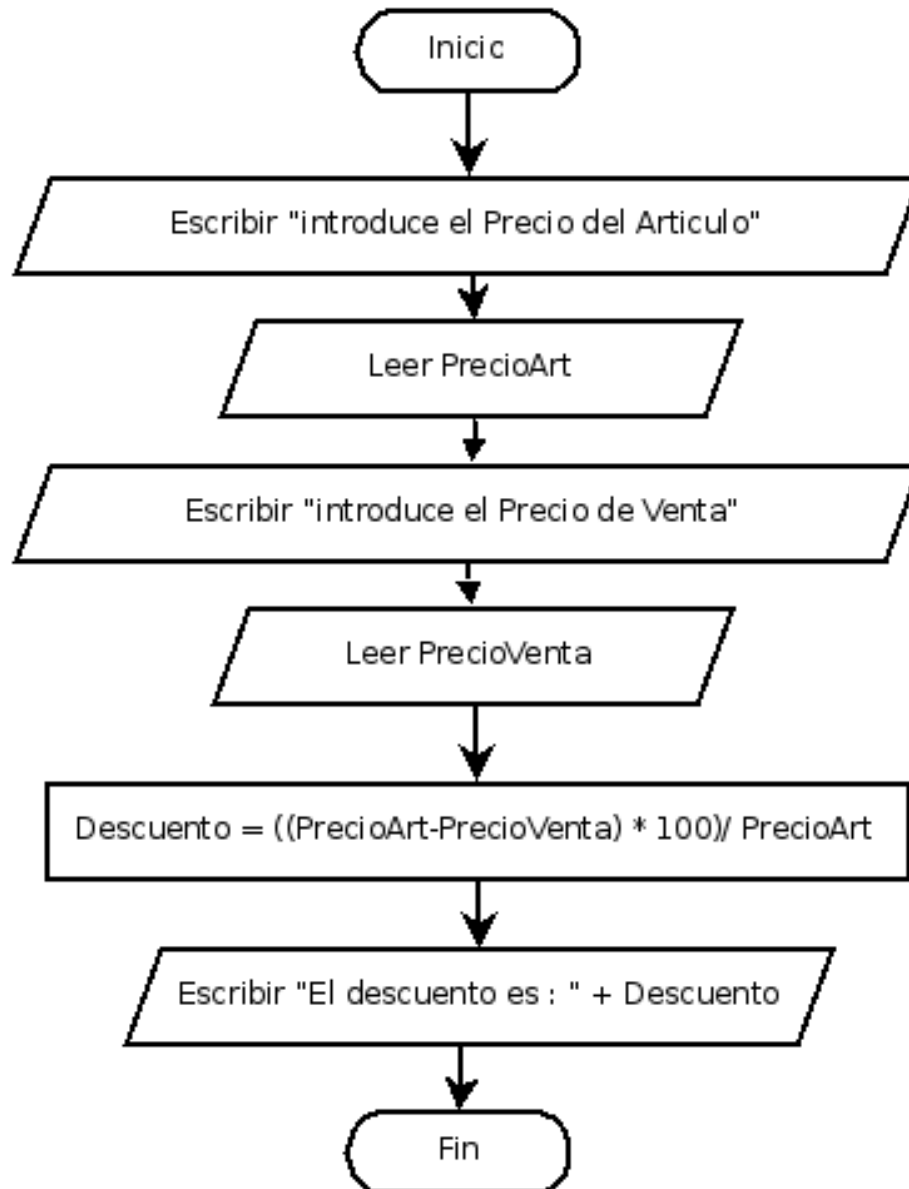 Inicio
Escribir "introduce el Precio del Articulo"
Leer PrecioArt
Escribir "introduce el Precio de Venta"
Leer PrecioVenta
Descuento = ((PrecioArt-PrecioVenta) * 100)/ PrecioArt
Escribir "El descuento es : " + Descuento
Fin